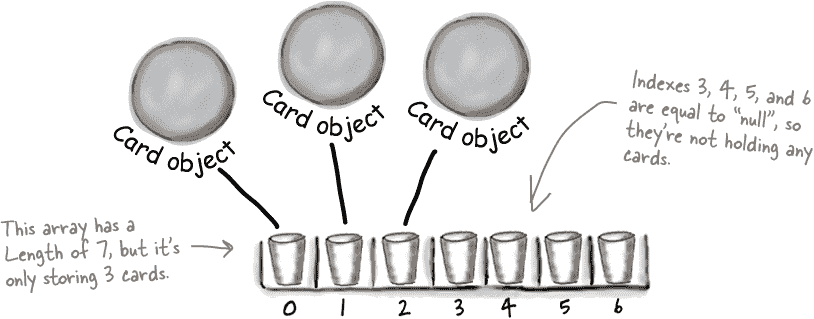 Card object
Card object
Card object
Indexes 3, 4, 5, and 6
are equal to “null”, so
they’re not holding any
cards.
This array has a
Length of 7, but it’s
only storing 3 cards.
0 1 2 3 4 5 6